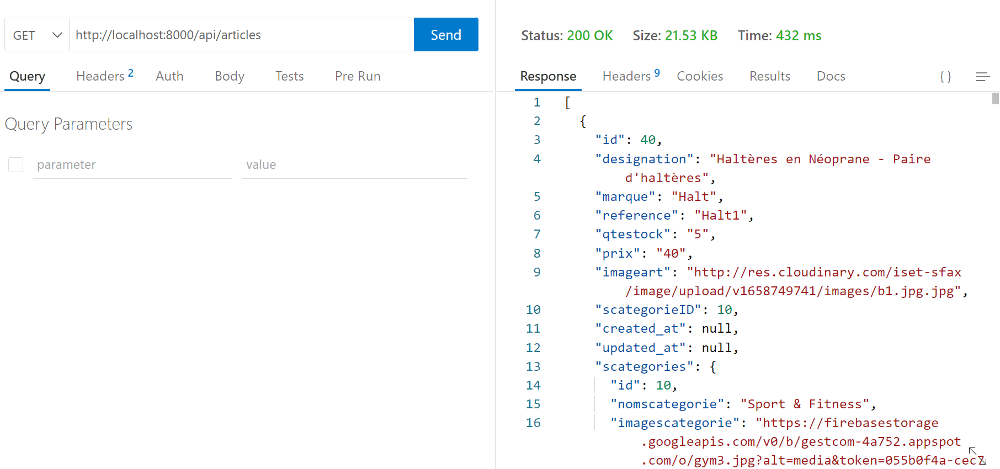 GET http://localhost:8000/api/articles Send
Query Headers 2 Auth Body Tests Pre Run
Query Parameters
parameter value
Status: 200 OK Size: 21.53 KB Time: 432 ms
Response Headers 9 Cookies Results Docs { }
1 [
2 {
3 "id": 40,
4 "designation": "Haltères en Néoprane - Paire
d'haltères",
5 "marque": "Halt",
6 "reference": "Halt1",
7 "qtestock": "5",
8 "prix": "40",
9 "imageart": "http://res.cloudinary.com/iset-sfax
/image/upload/v1658749741/images/b1.jpg.jpg",
10 "scategorieID": 10,
11 "created_at": null,
12 "updated_at": null,
13 "scategories": {
14 "id": 10,
15 "nomscategorie": "Sport & Fitness",
16 "imagescategorie": "https://firebasestorage
.googleapis.com/v0/b/gestcom-4a752.appspot
.com/o/gym3.jpg?alt=media&token=055b0f4a-cec7